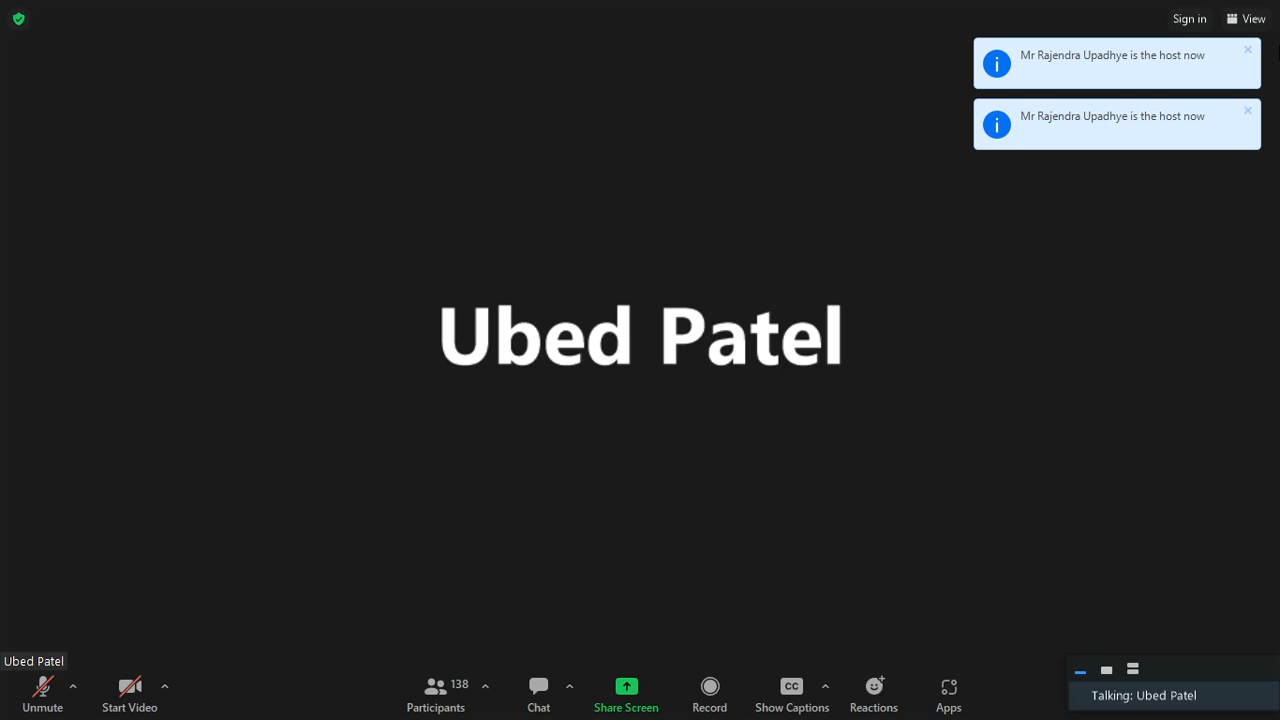 Sign in
View
Mr Rajendra Upadhye is the host now
Mr Rajendra Upadhye is the host now
Ubed Patel
Ubed Patel
Unmute
Start Video
138
Participants
Chat
Share Screen
Record
CC
Show Captions
Reactions
Apps
Talking: Ubed Patel